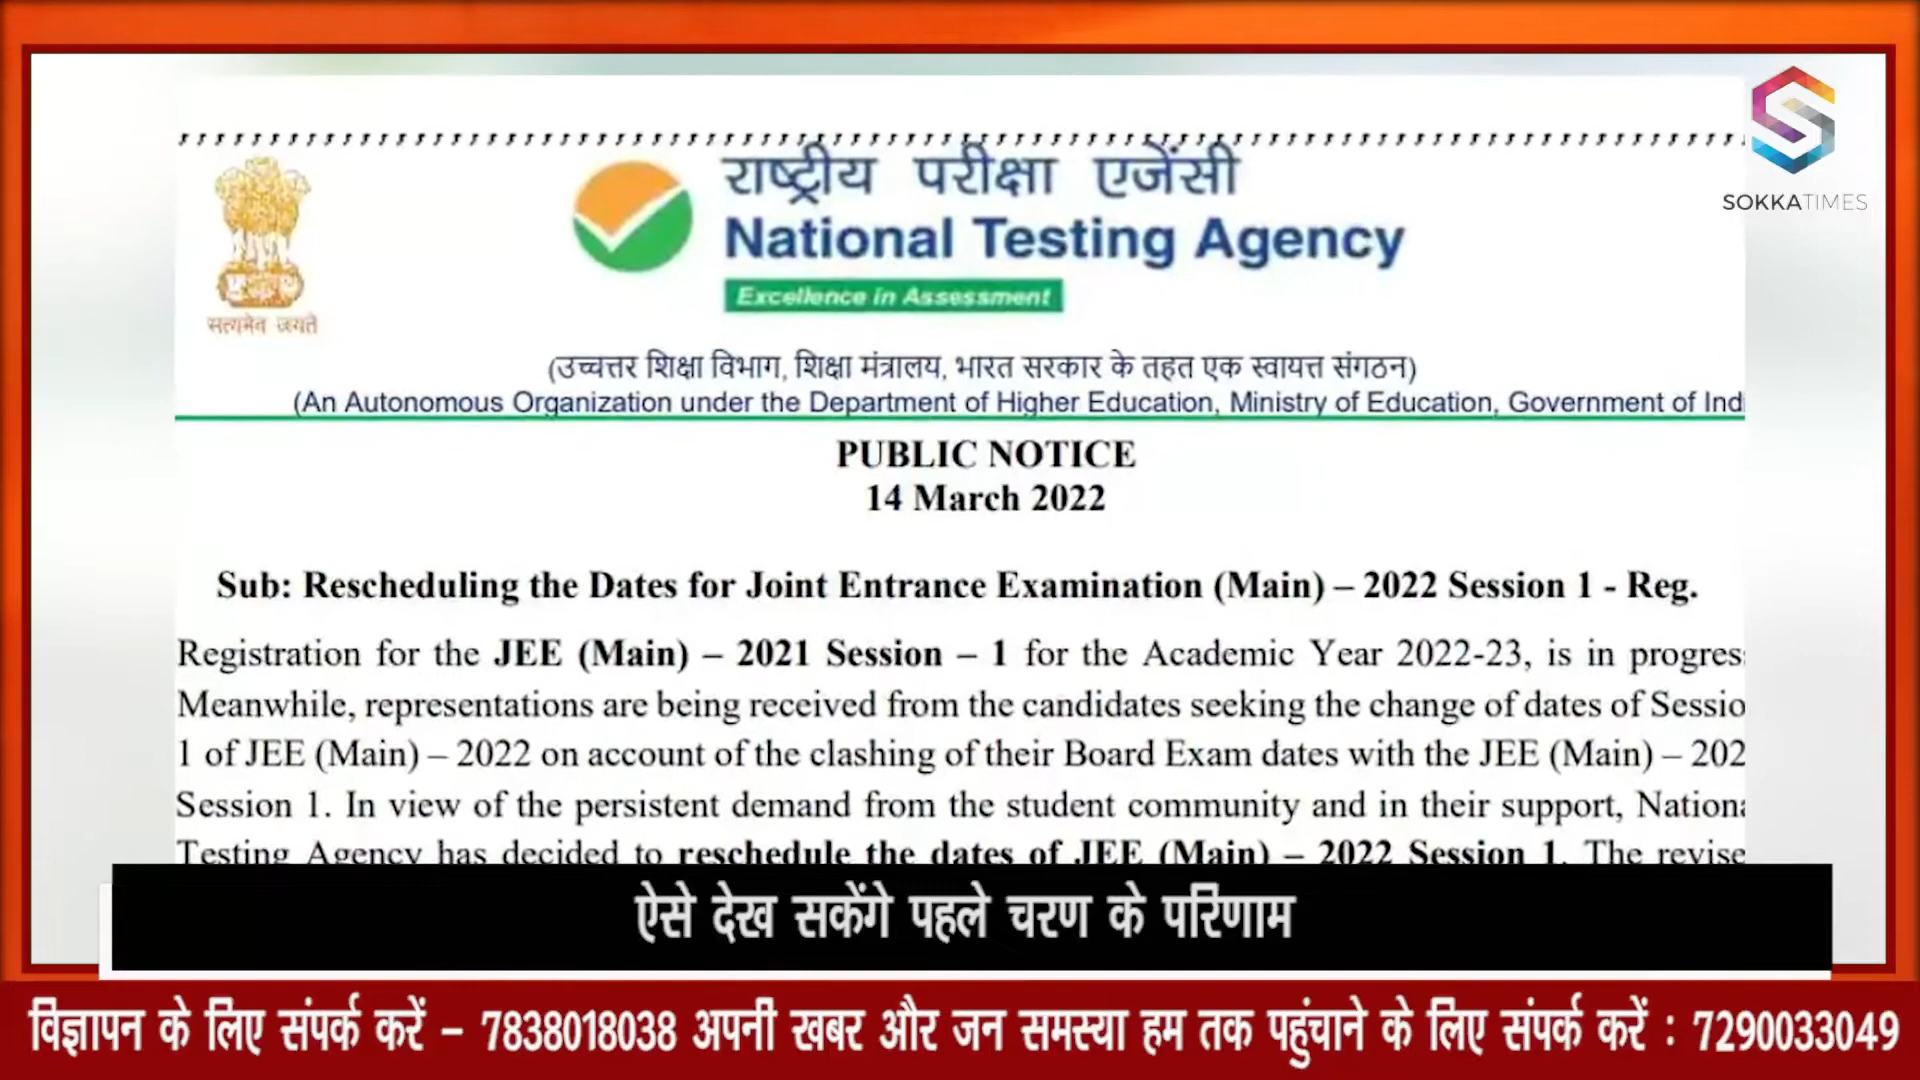 SOKKATIMES
सत्यमेव जयते
राष्ट्रीय परीक्षा एजेंसी
National Testing Agency
Excellence in Assessment
(उच्चत्तर शिक्षा विभाग, शिक्षा मंत्रालय, भारत सरकार के तहत एक स्वायत्त संगठन)
(An Autonomous Organization under the Department of Higher Education, Ministry of Education, Government of Ind
PUBLIC NOTICE
14 March 2022
Sub: Rescheduling the Dates for Joint Entrance Examination (Main) – 2022 Session 1 - Reg.
Registration for the JEE (Main) – 2021 Session – 1 for the Academic Year 2022-23, is in progres
Meanwhile, representations are being received from the candidates seeking the change of dates of Sessio
1 of JEE (Main) – 2022 on account of the clashing of their Board Exam dates with the JEE (Main) – 202
Session 1. In view of the persistent demand from the student community and in their support, Nationa
Testing Agency has decided to reschedule the dates of JEE (Main) – 2022 Session 1. The revise
ऐसे देख सकेंगे पहले चरण के परिणाम
विज्ञापन के लिए संपर्क करें – 7838018038 अपनी खबर और जन समस्या हम तक पहुंचाने के लिए संपर्क करें : 7290033049